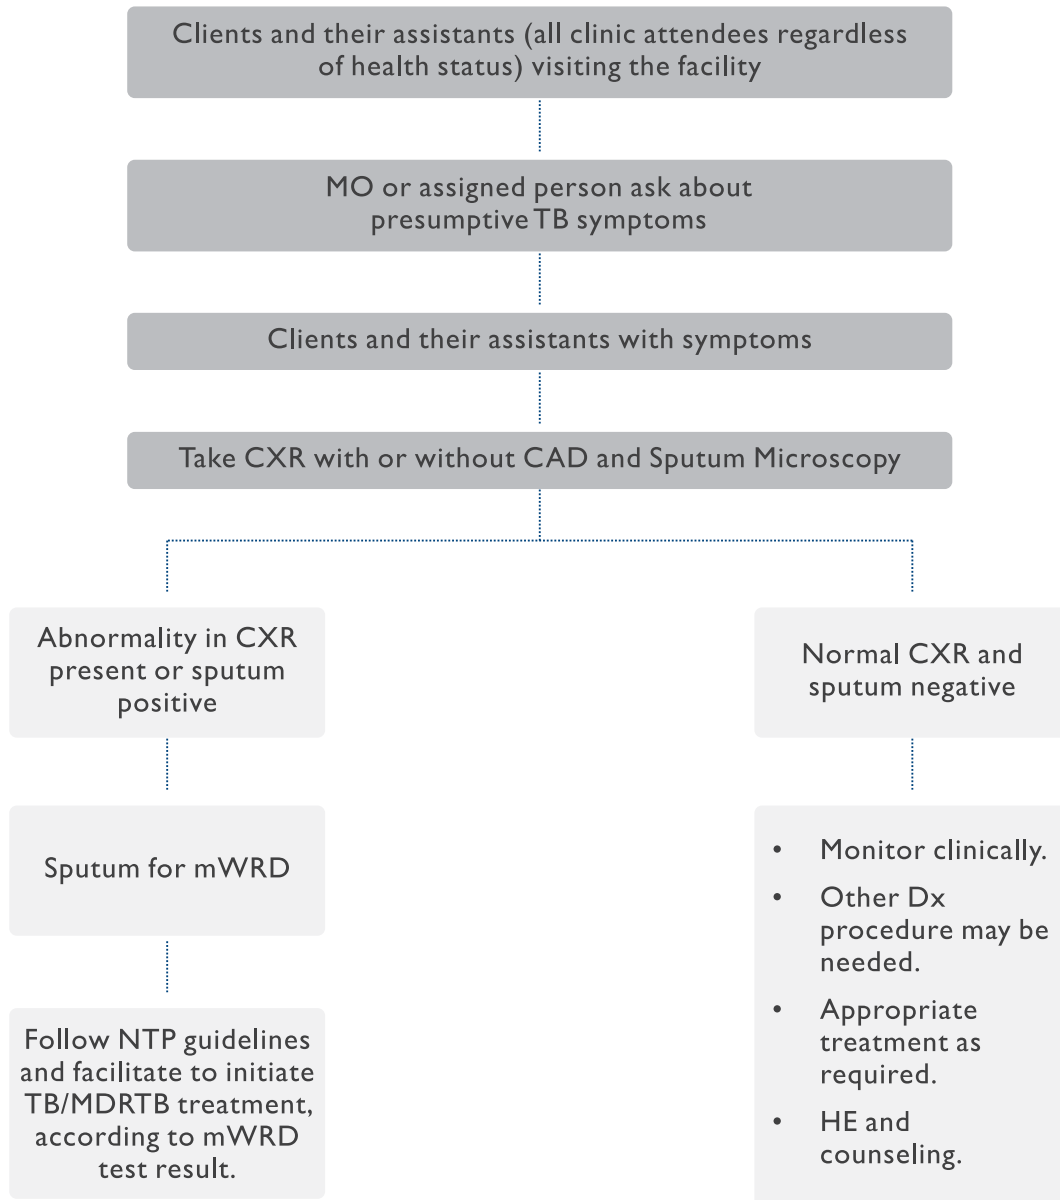 Clients and their assistants (all clinic attendees regardless
of health status) visiting the facility
MO or assigned person ask about
presumptive TB symptoms
Clients and their assistants with symptoms
Take CXR with or without CAD and Sputum Microscopy
Abnormality in CXR
present or sputum
positive
Sputum for mWRD
Follow NTP guidelines
and facilitate to initiate
TB/MDRTB treatment,
according to mWRD
test result.
Normal CXR and
sputum negative
• Monitor clinically.
• Other Dx
procedure may be
needed.
• Appropriate
treatment as
required.
• HE and
counseling.